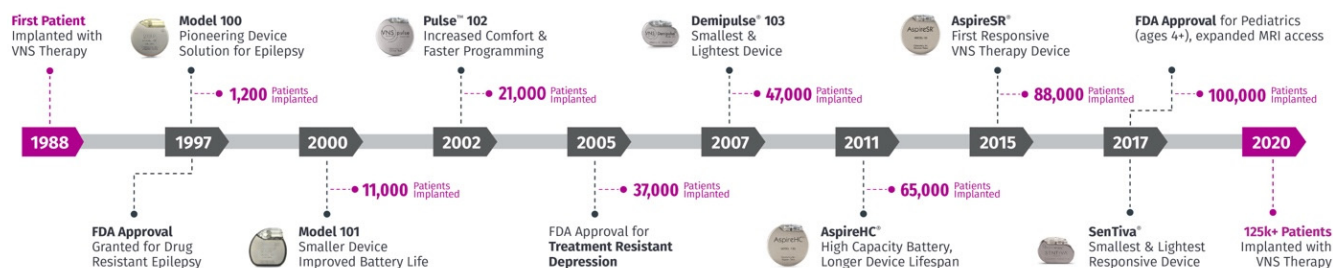 First Patient
Implanted with
VNS Therapy
Model 100
Pioneering Device
Solution for Epilepsy
Pulse™ 102
Increased Comfort &
Faster Programming
Demipulse® 103
Smallest &
Lightest Device
AspireSR®
First Responsive
VNS Therapy Device
FDA Approval for Pediatrics
(ages 4+), expanded MRI access
1,200 Patients Implanted
21,000 Patients Implanted
47,000 Patients Implanted
88,000 Patients Implanted
100,000 Patients Implanted
1988
1997
2000
2002
2005
2007
2011
2015
2017
2020
11,000 Patients Implanted
37,000 Patients Implanted
65,000 Patients Implanted
FDA Approval
Granted for Drug
Resistant Epilepsy
Model 101
Smaller Device
Improved Battery Life
FDA Approval for
Treatment Resistant
Depression
AspireHC
AspireHC®
High Capacity Battery,
Longer Device Lifespan
SenTiva®
Smallest & Lightest
Responsive Device
125k+ Patients
Implanted with
VNS Therapy